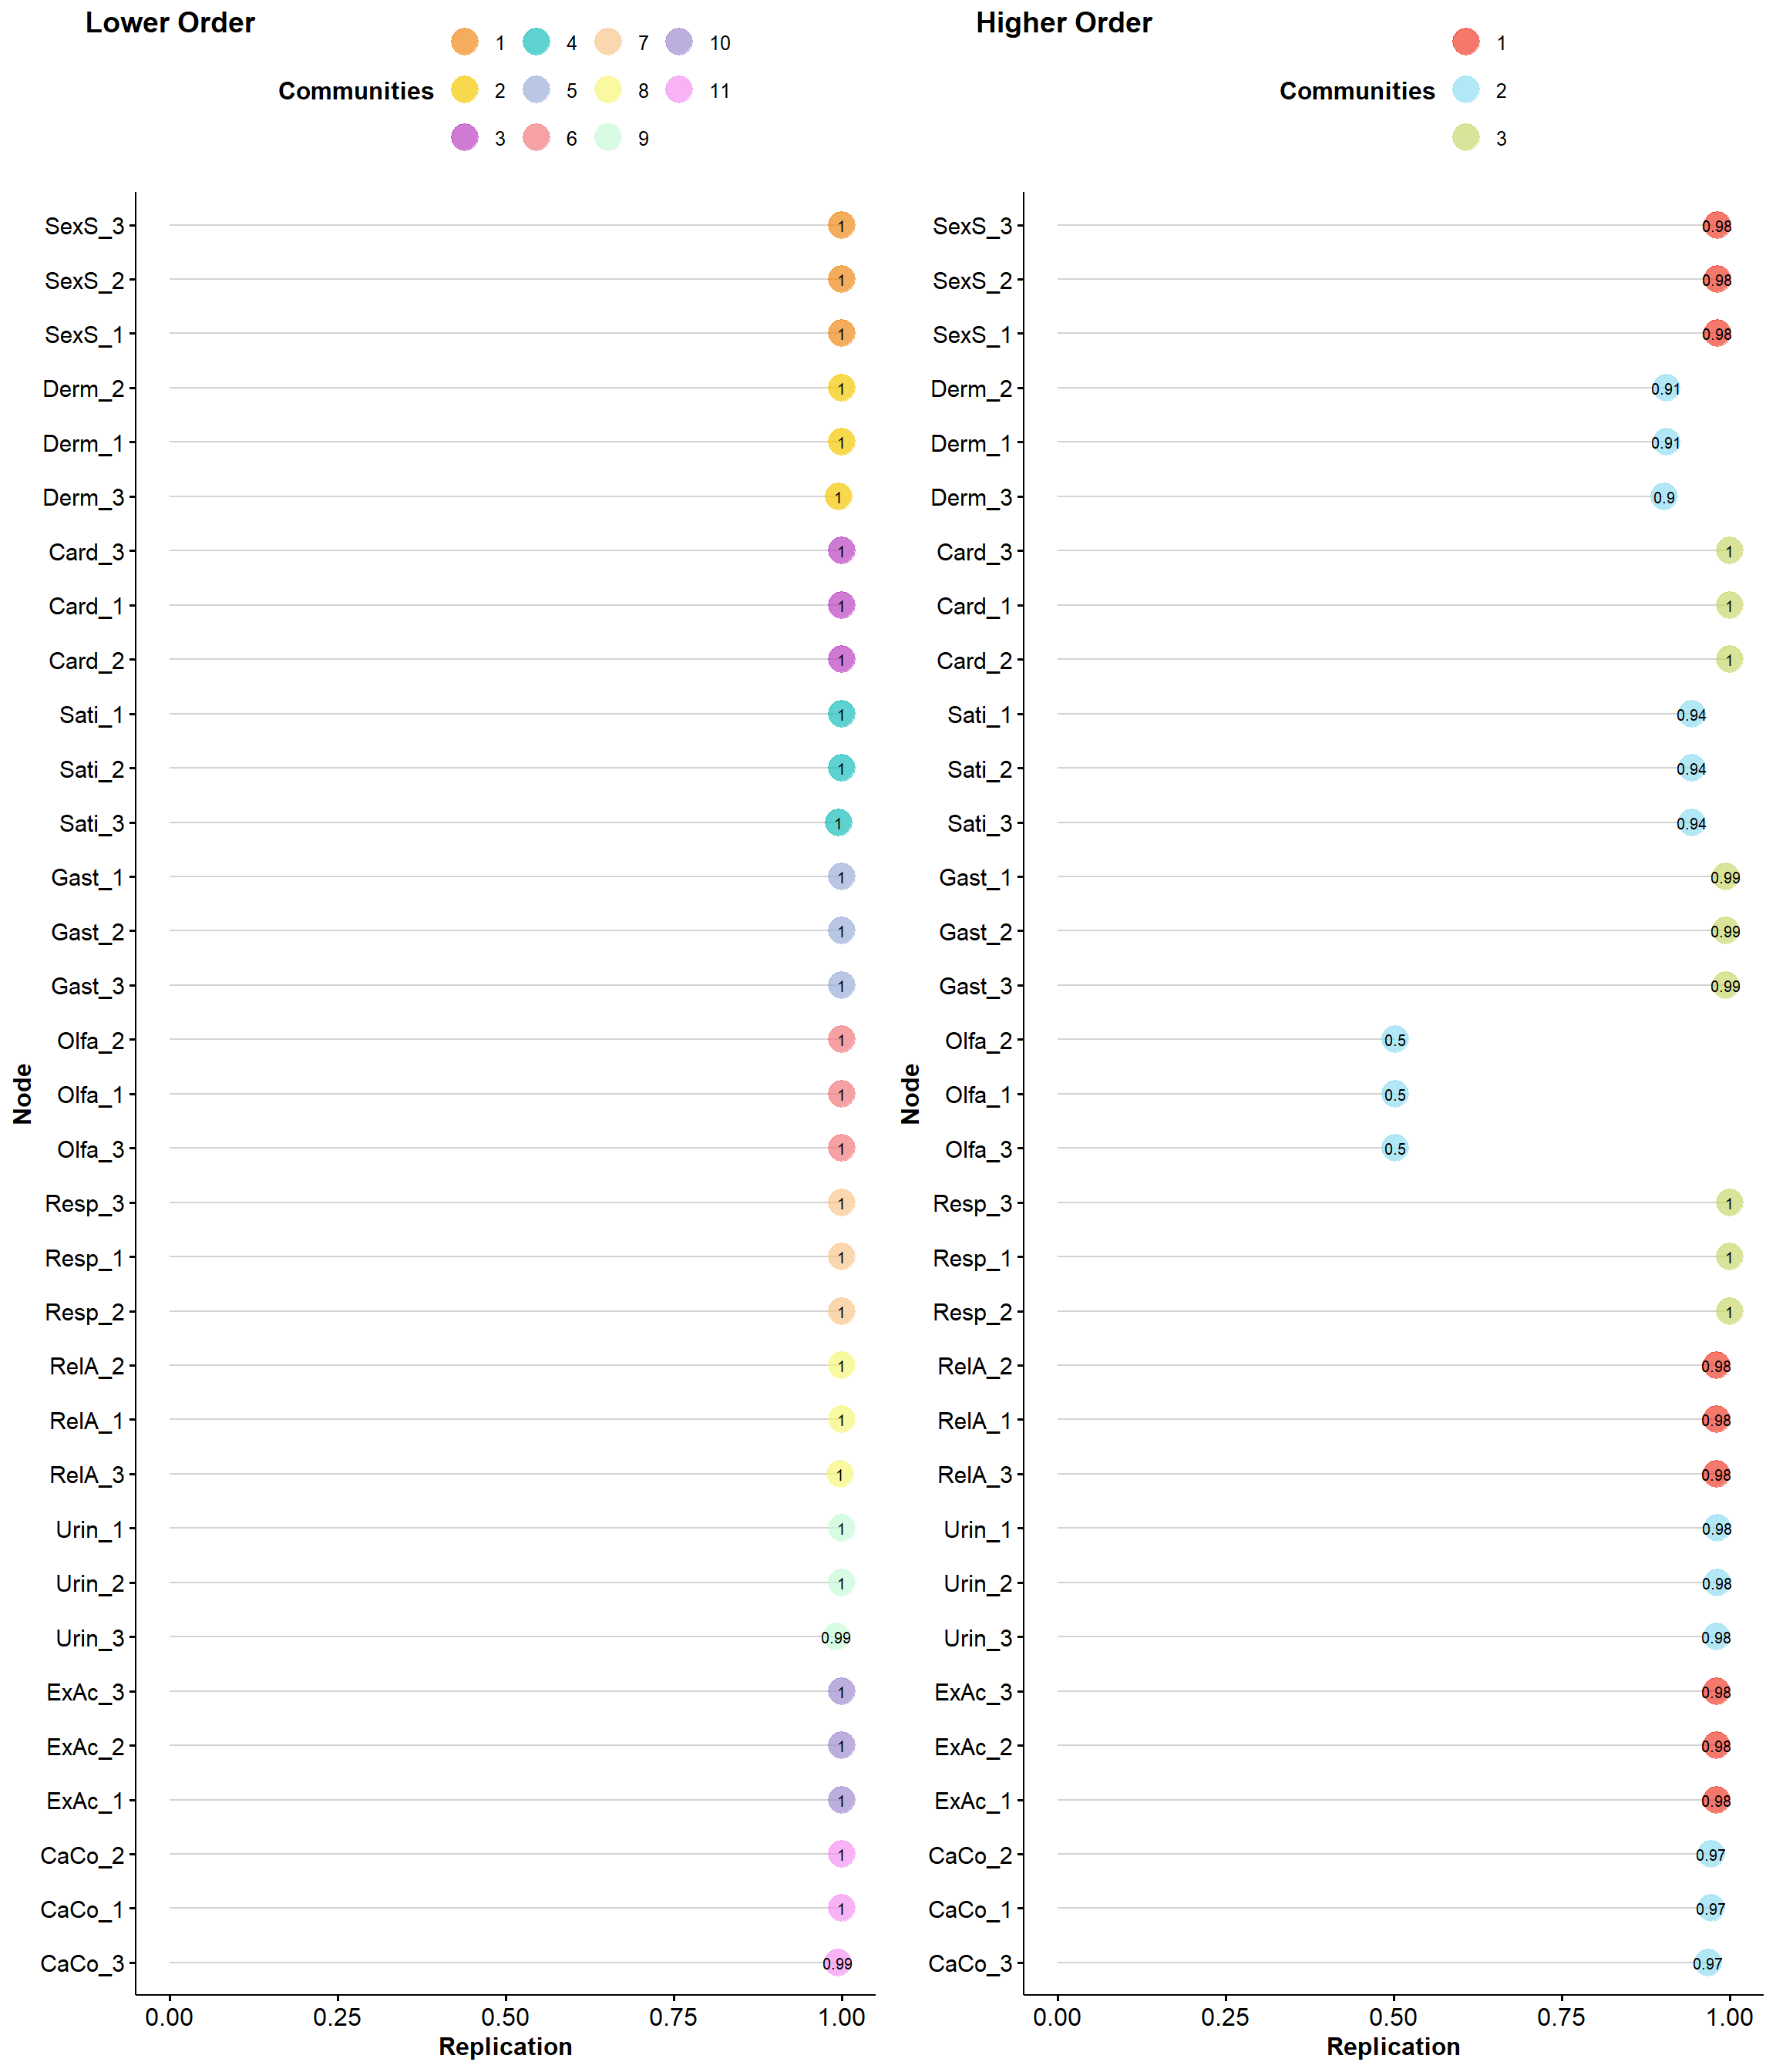 Lower Order
Communities
1 4 7 10
2 5 8 11
3 6 9
SexS_3 1
SexS_2 1
SexS_1 1
Derm_2 1
Derm_1 1
Derm_3 1
Card_3 1
Card_1 1
Card_2 1
Sati_1 1
Sati_2 1
Sati_3 1
Gast_1 1
Gast_2 1
Gast_3 1
Olfa_2 1
Olfa_1 1
Olfa_3 1
Resp_3 1
Resp_1 1
Resp_2 1
RelA_2 1
RelA_1 1
RelA_3 1
Urin_1 1
Urin_2 1
Urin_3 0.99
ExAc_3 1
ExAc_2 1
ExAc_1 1
CaCo_2 1
CaCo_1 1
CaCo_3 0.99
Node
0.00 0.25 0.50 0.75 1.00
Replication
Higher Order
Communities
1
2
3
SexS_3 0.98
SexS_2 0.98
SexS_1 0.98
Derm_2 0.91
Derm_1 0.91
Derm_3 0.9
Card_3 1
Card_1 1
Card_2 1
Sati_1 0.94
Sati_2 0.94
Sati_3 0.94
Gast_1 0.99
Gast_2 0.99
Gast_3 0.99
Olfa_2 0.5
Olfa_1 0.5
Olfa_3 0.5
Resp_3 1
Resp_1 1
Resp_2 1
RelA_2 0.98
RelA_1 0.98
RelA_3 0.98
Urin_1 0.98
Urin_2 0.98
Urin_3 0.98
ExAc_3 0.98
ExAc_2 0.98
ExAc_1 0.98
CaCo_2 0.97
CaCo_1 0.97
CaCo_3 0.97
Node
0.00 0.25 0.50 0.75 1.00
Replication